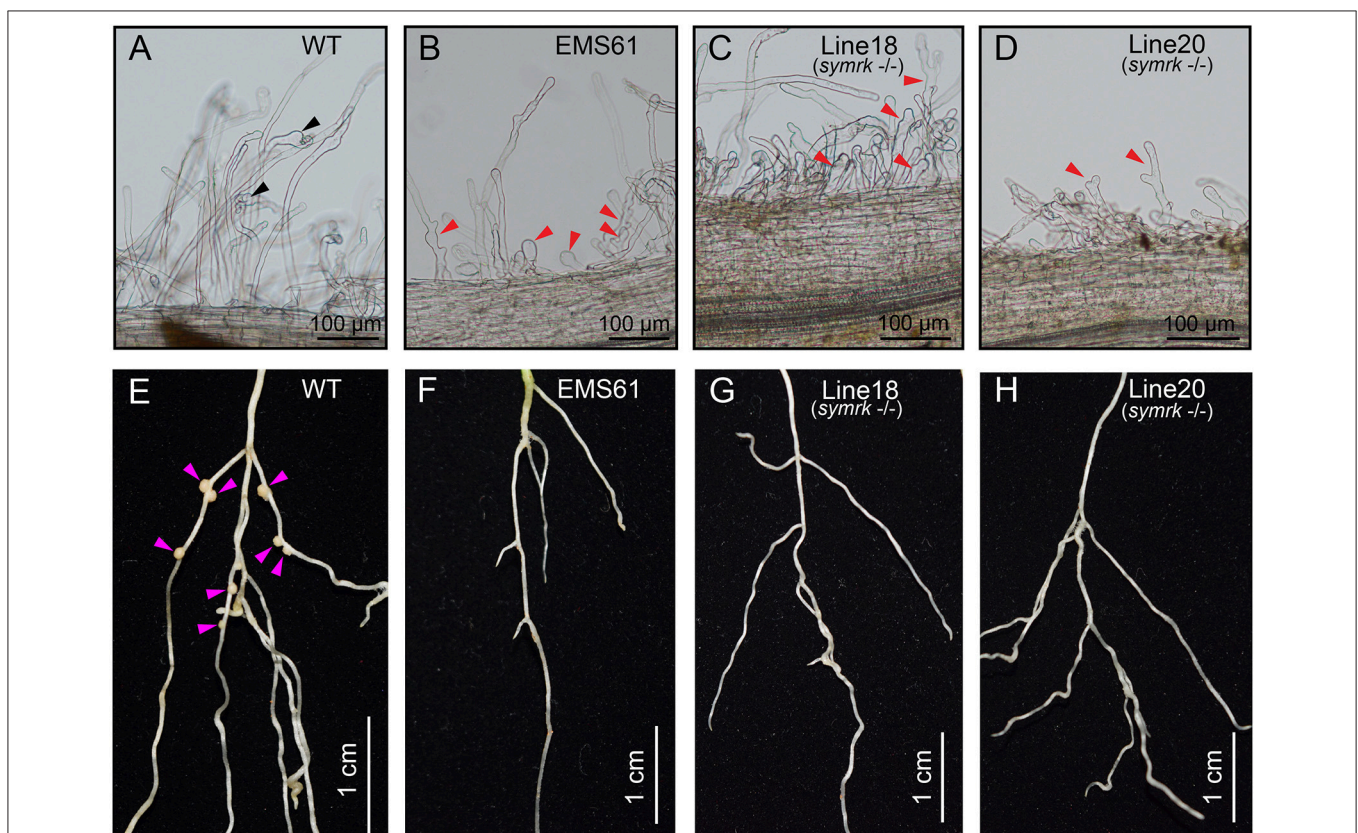 A WT
B EMS61
C Line18
(symrk -/-)
D Line20
(symrk -/-)
100 µm
100 µm
100 µm
100 µm
E WT
F EMS61
G Line18
(symrk -/-)
H Line20
(symrk -/-)
1 cm
1 cm
1 cm
1 cm